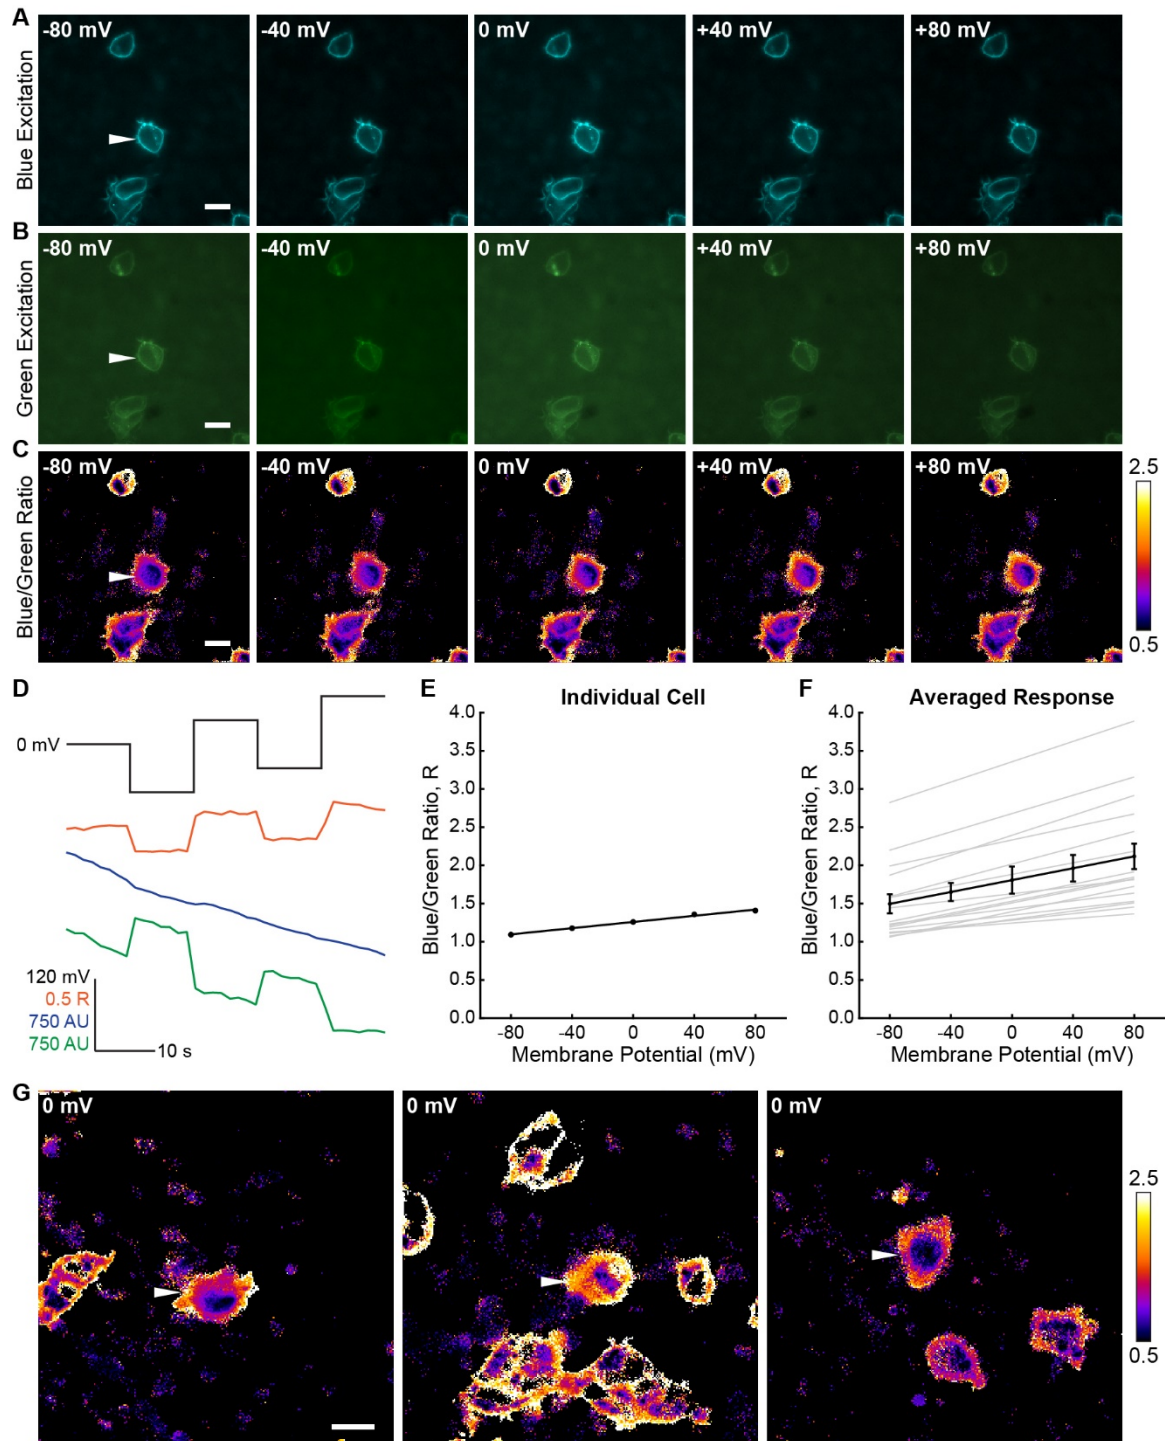 A
Blue Excitation
-80 mV
-40 mV
0 mV
+40 mV
+80 mV
B
Green Excitation
-80 mV
-40 mV
0 mV
+40 mV
+80 mV
C
Blue/Green Ratio
-80 mV
-40 mV
0 mV
+40 mV
+80 mV
2.5
0.5
D
0 mV
120 mV
0.5 R
750 AU
750 AU
10 s
E
Individual Cell
Blue/Green Ratio, R
4.0
3.5
3.0
2.5
2.0
1.5
1.0
0.5
0.0
-80
-40
0
40
80
Membrane Potential (mV)
F
Averaged Response
Blue/Green Ratio, R
4.0
3.5
3.0
2.5
2.0
1.5
1.0
0.5
0.0
-80
-40
0
40
80
Membrane Potential (mV)
G
0 mV
0 mV
0 mV
2.5
0.5